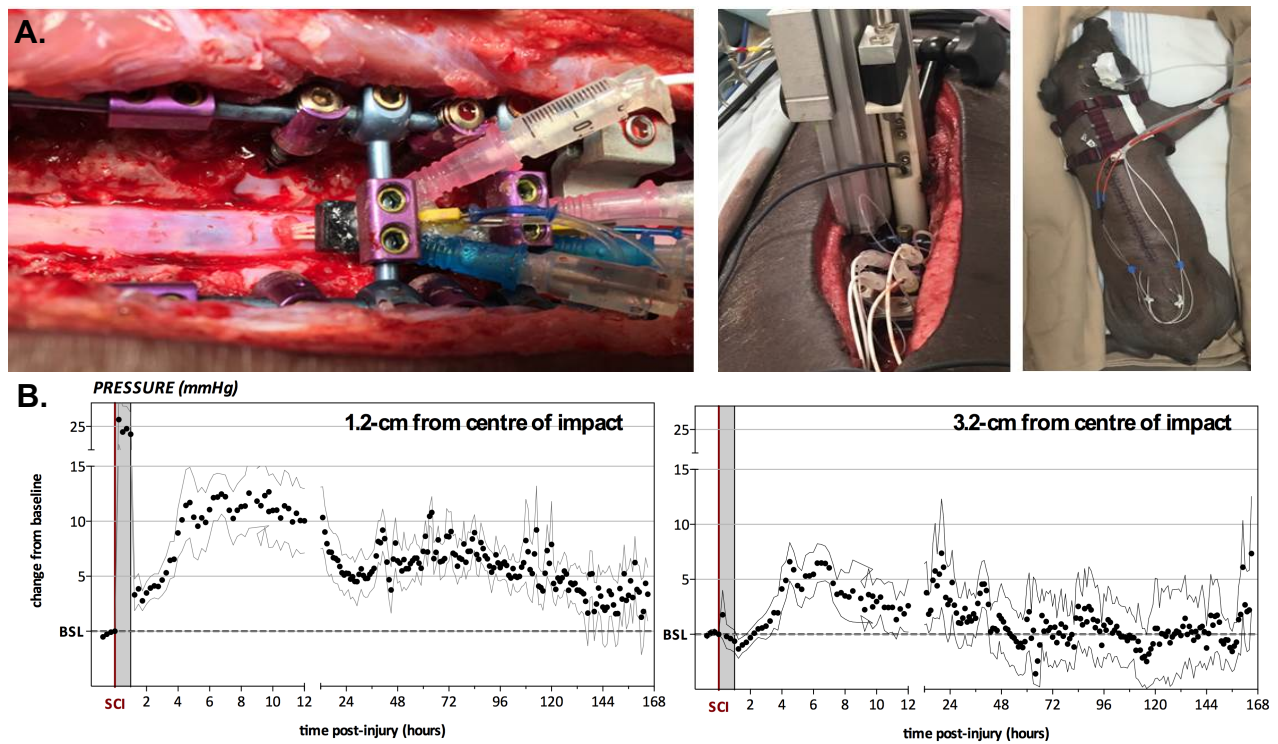 A.
B.
PRESSURE (mmHg)
1.2-cm from centre of impact
25
15
10
5
BSL
change from baseline
SCI 2 4 6 8 10 12 24 48 72 96 120 144 168
time post-injury (hours)
3.2-cm from centre of impact
25
15
10
5
BSL
SCI 2 4 6 8 10 12 24 48 72 96 120 144 168
time post-injury (hours)